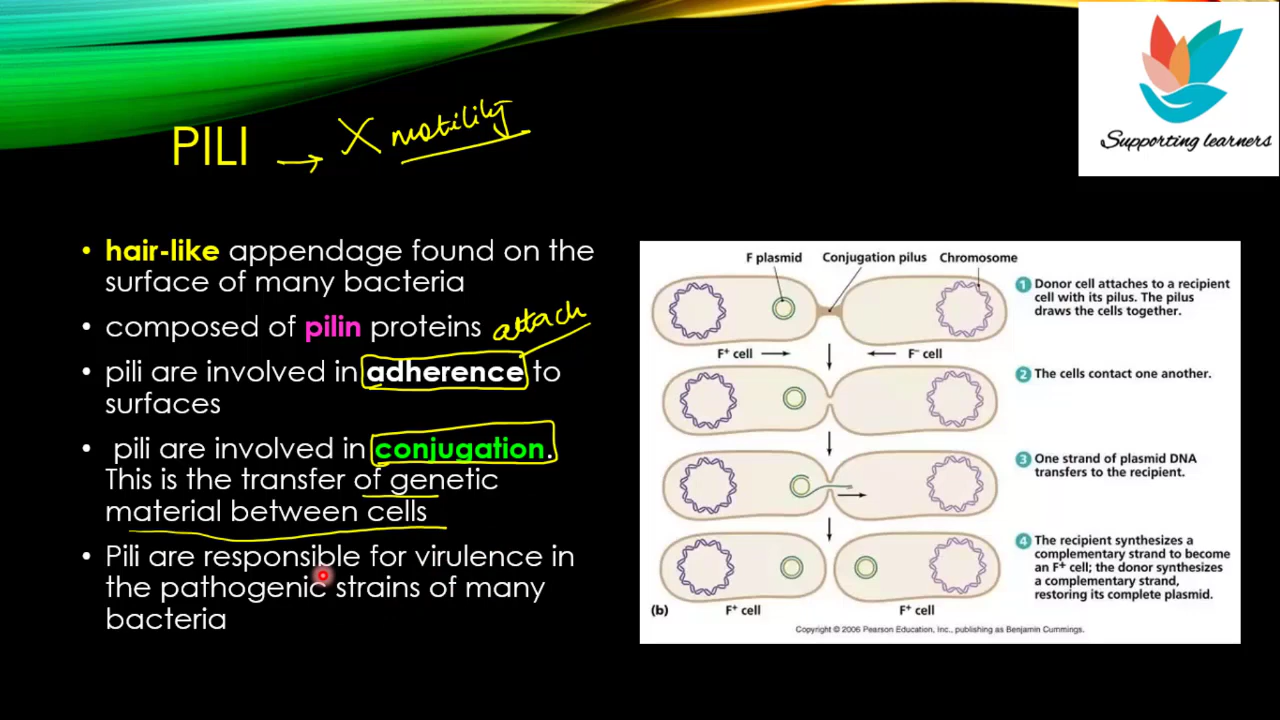 Supporting learners
PILI → X motility
• hair-like appendage found on the
surface of many bacteria
• composed of pilin proteins
attach
• pili are involved in adherence to
surfaces
• pili are involved in conjugation.
This is the transfer of genetic
material between cells
• Pili are responsible for virulence in
the pathogenic strains of many
bacteria
F plasmid Conjugation pilus Chromosome
1 Donor cell attaches to a recipient
cell with its pilus. The pilus
draws the cells together.
F+ cell F– cell
2 The cells contact one another.
3 One strand of plasmid DNA
transfers to the recipient.
4 The recipient synthesizes a
complementary strand to become
an F+ cell; the donor synthesizes
a complementary strand,
restoring its complete plasmid.
(b) F+ cell F+ cell
Copyright © 2006 Pearson Education, Inc., publishing as Benjamin Cummings.